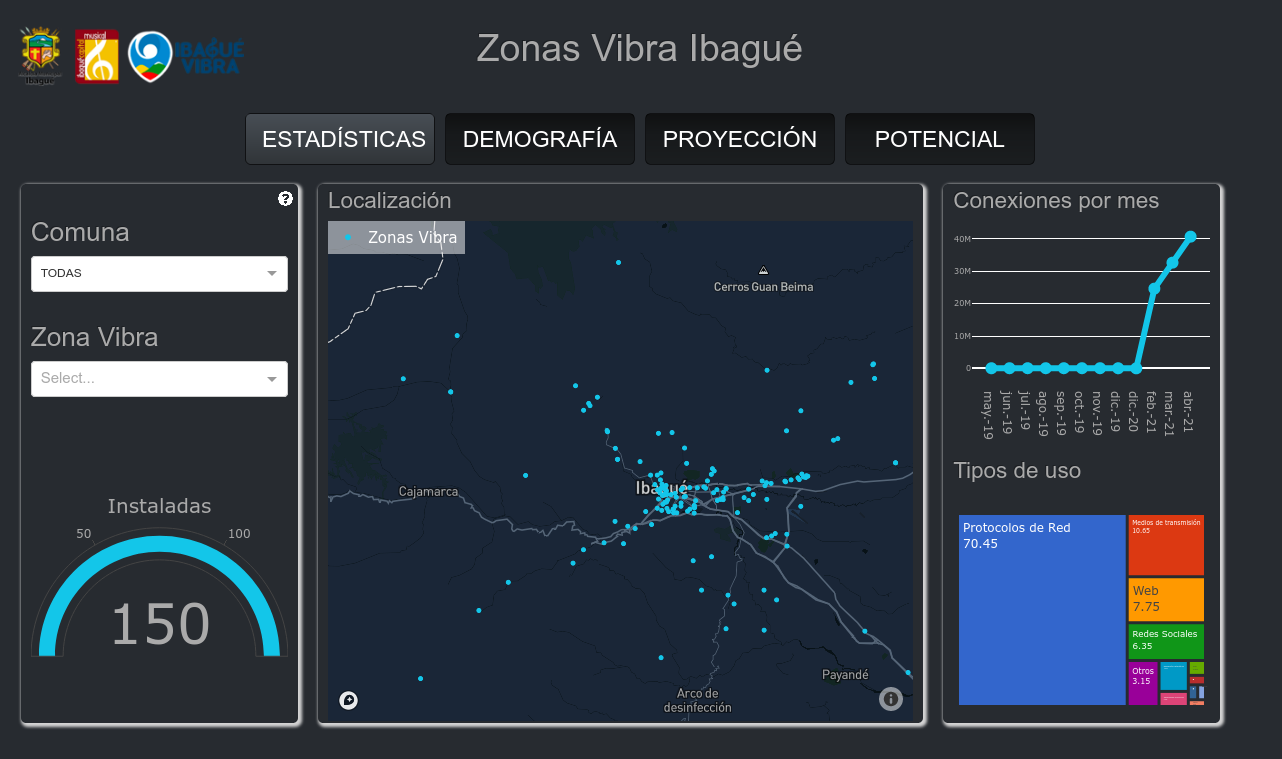 Ibagué
musical
ibagué capital
IBAGUÉ
VIBRA
Zonas Vibra Ibagué
ESTADÍSTICAS
DEMOGRAFÍA
PROYECCIÓN
POTENCIAL
?
Comuna
TODAS
Zona Vibra
Select...
Instaladas
50
100
150
Localización
Zonas Vibra
Cerros Guan Beima
Cajamarca
Ibagué
Payandé
Arco de
desinfección
Conexiones por mes
40M
30M
20M
10M
0
may.-19
jun.-19
jul.-19
ago.-19
sep.-19
oct.-19
nov.-19
dic.-19
dic.-20
feb.-21
mar.-21
abr.-21
Tipos de uso
Protocolos de Red
70.45
Medios de transmisión
10.65
Web
7.75
Redes Sociales
6.35
Otros
3.15